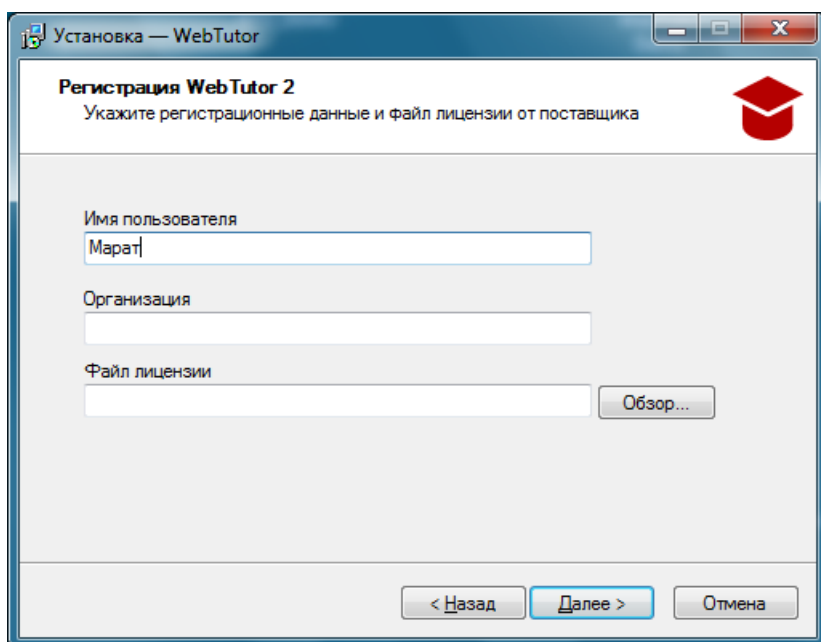 Установка — WebTutor
Регистрация WebTutor 2
Укажите регистрационные данные и файл лицензии от поставщика
Имя пользователя
Марат
Организация
Файл лицензии
Обзор...
< Назад
Далее >
Отмена